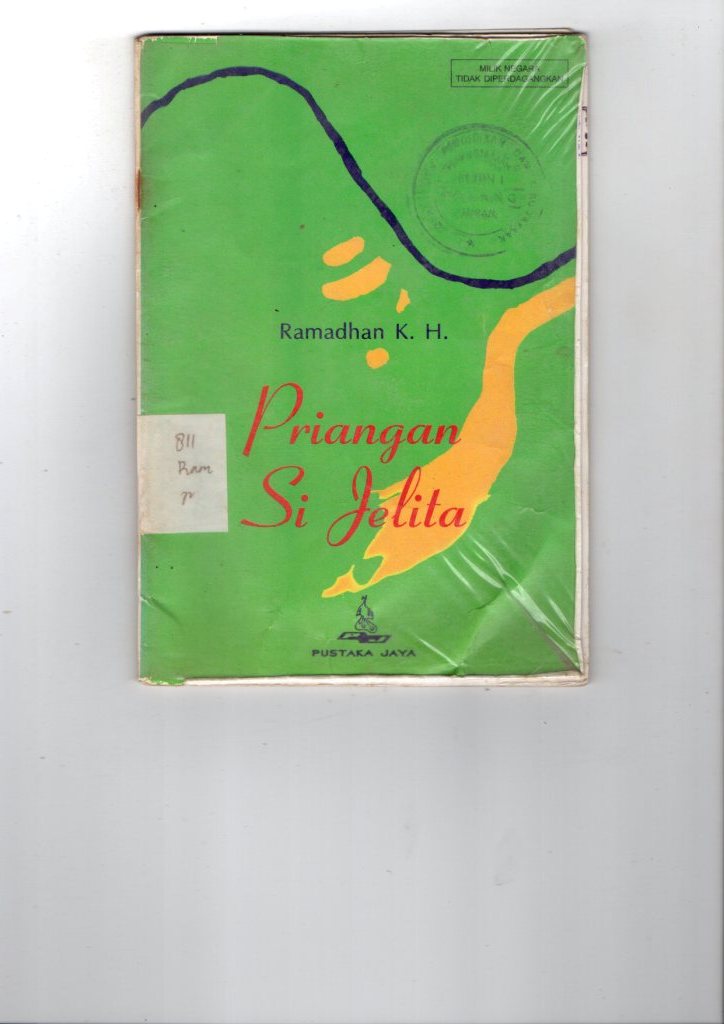 MILIK NEGARA
TIDAK DIPERDAGANGKAN
Ramadhan K. H.
Priangan
Si Jelita
811
Ram
p
PUSTAKA JAYA